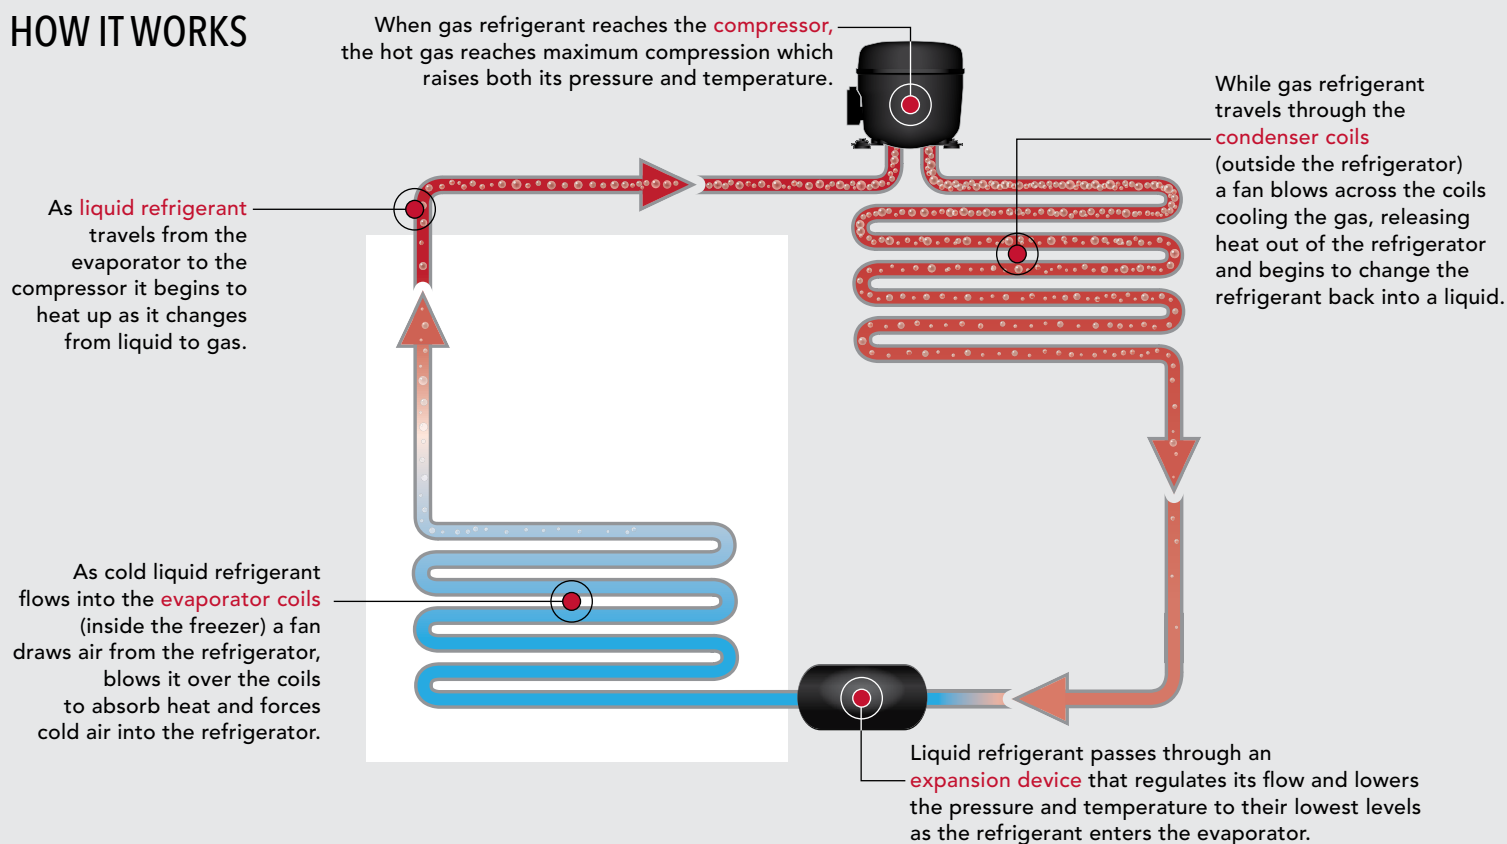 HOW IT WORKS
When gas refrigerant reaches the compressor,
the hot gas reaches maximum compression which
raises both its pressure and temperature.
While gas refrigerant
travels through the
condenser coils
(outside the refrigerator)
a fan blows across the coils
cooling the gas, releasing
heat out of the refrigerator
and begins to change the
refrigerant back into a liquid.
As liquid refrigerant
travels from the
evaporator to the
compressor it begins to
heat up as it changes
from liquid to gas.
As cold liquid refrigerant
flows into the evaporator coils
(inside the freezer) a fan
draws air from the refrigerator,
blows it over the coils
to absorb heat and forces
cold air into the refrigerator.
Liquid refrigerant passes through an
expansion device that regulates its flow and lowers
the pressure and temperature to their lowest levels
as the refrigerant enters the evaporator.